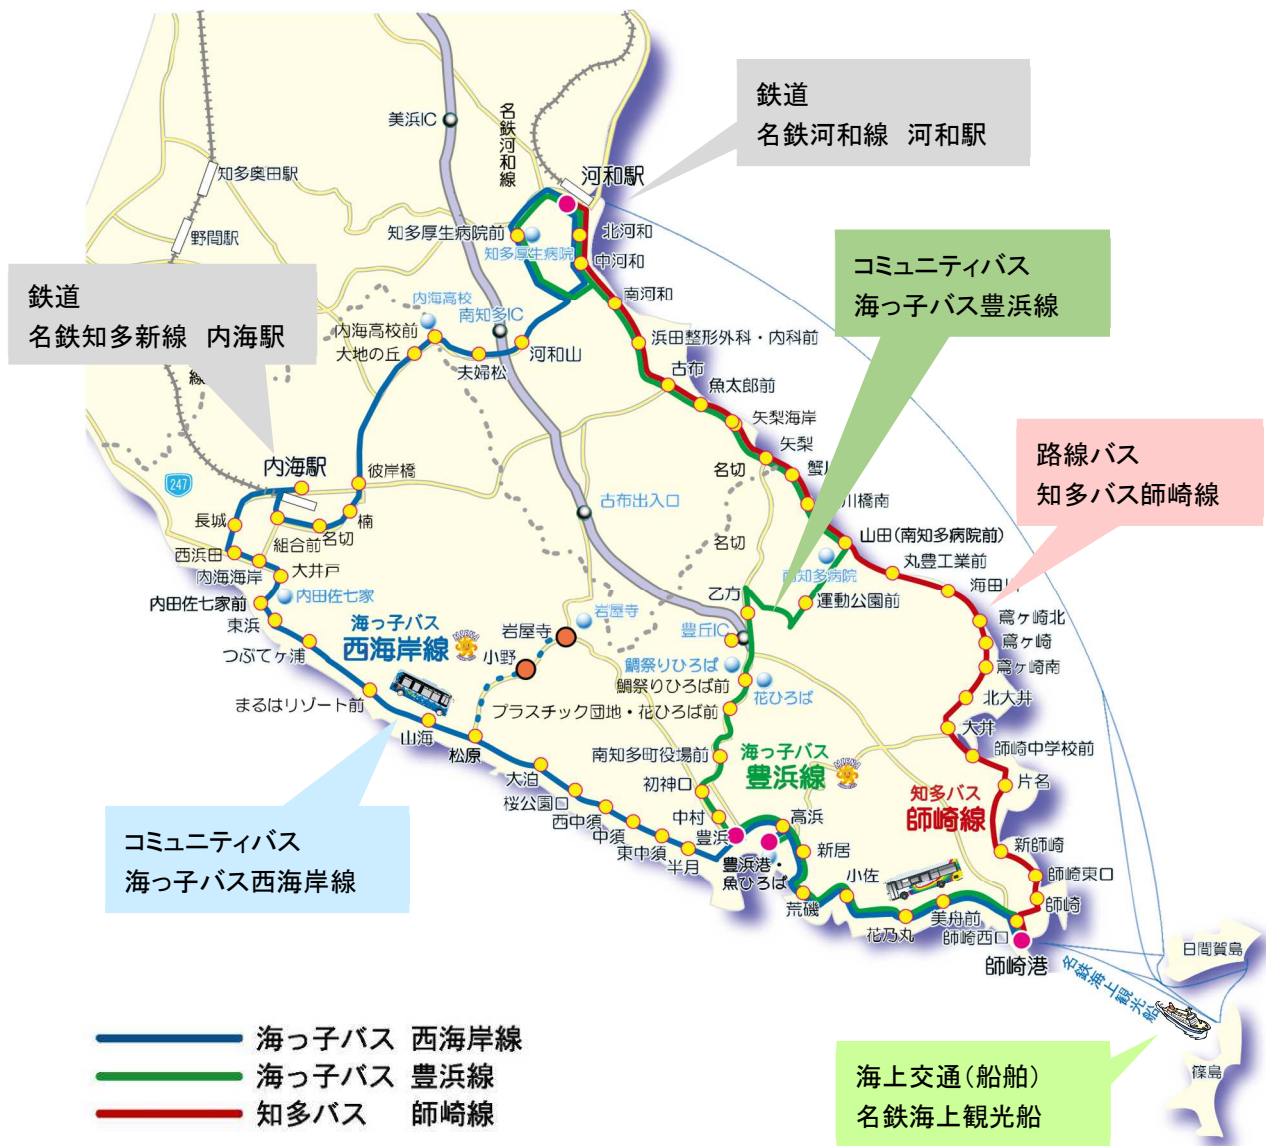 鉄道
名鉄河和線 河和駅
美浜IC
名鉄河和線
河和駅
知多奥田駅
野間駅
知多厚生病院前
知多厚生病院
北河和
中河和
コミュニティバス
海っ子バス豊浜線
鉄道
名鉄知多新線 内海駅
線
内海高校
南知多IC
南河和
内海高校前
大地の丘
夫婦松
河和山
浜田整形外科・内科前
古布
魚太郎前
矢梨海岸
矢梨
名切
蟹川
川橋南
路線バス
知多バス師崎線
内海駅
彼岸橋
247
古布出入口
長城
楠
名切
組合前
西浜田
内海海岸
大井戸
名切
山田(南知多病院前)
南知多病院
丸豊工業前
海田川
内田佐七家前
内田佐七家
東浜
乙方
運動公園前
岩屋寺
岩屋寺
豊丘IC
鳶ヶ崎北
鳶ヶ崎
鳶ヶ崎南
つぶてヶ浦
海っ子バス
西海岸線
小野
鯛祭りひろば
鯛祭りひろば前
花ひろば
北大井
まるはリゾート前
プラスチック団地・花ひろば前
大井
山海
松原
南知多町役場前
海っ子バス
豊浜線
師崎中学校前
大泊
初神口
片名
桜公園口
知多バス
師崎線
西中須
中村
高浜
中須
豊浜
東中須
新居
新師崎
半月
豊浜港・
魚ひろば
小佐
師崎東口
荒磯
美舟前
師崎
花乃丸
師崎西口
師崎港
コミュニティバス
海っ子バス西海岸線
日間賀島
名鉄海上観光船
篠島
海っ子バス 西海岸線
海っ子バス 豊浜線
知多バス 師崎線
海上交通(船舶)
名鉄海上観光船